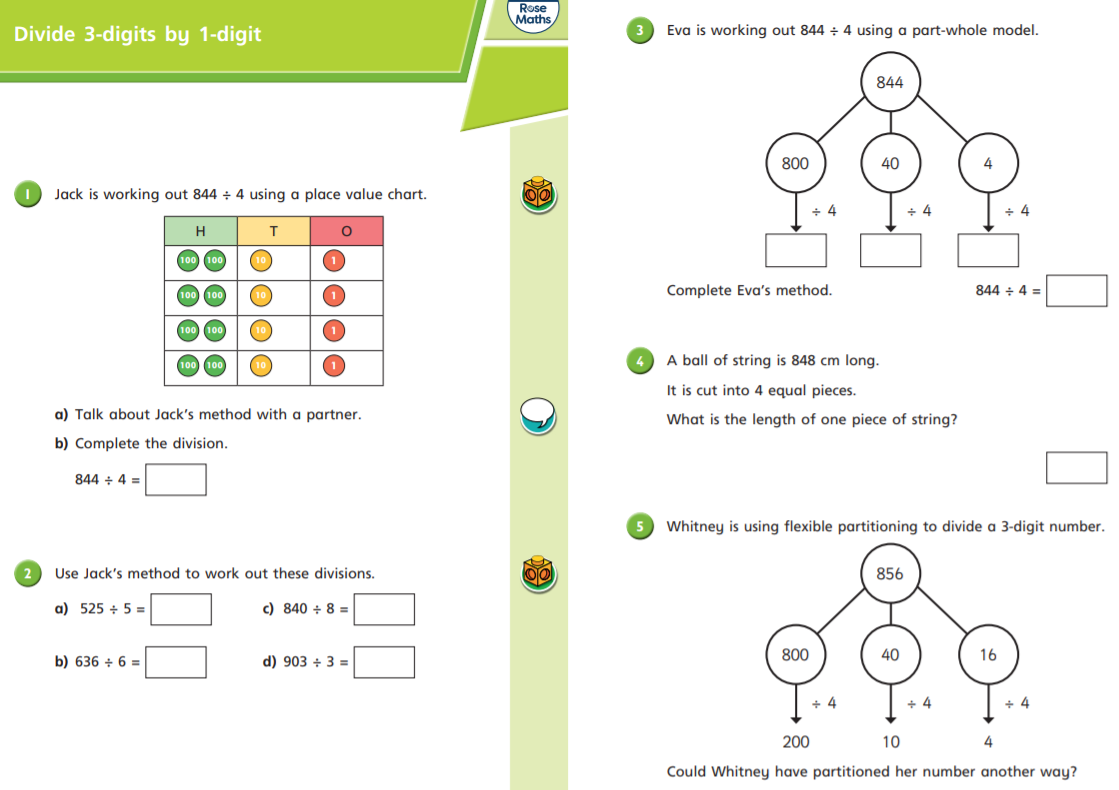 Divide 3-digits by 1-digit
Rose
Maths
1 Jack is working out 844 ÷ 4 using a place value chart.
H T O
100 100 10 1
100 100 10 1
100 100 10 1
100 100 10 1
a) Talk about Jack's method with a partner.
b) Complete the division.
844 ÷ 4 =
2 Use Jack's method to work out these divisions.
a) 525 ÷ 5 = c) 840 ÷ 8 =
b) 636 ÷ 6 = d) 903 ÷ 3 =
3 Eva is working out 844 ÷ 4 using a part-whole model.
844
800 40 4
÷ 4 ÷ 4 ÷ 4
Complete Eva's method. 844 ÷ 4 =
4 A ball of string is 848 cm long.
It is cut into 4 equal pieces.
What is the length of one piece of string?
5 Whitney is using flexible partitioning to divide a 3-digit number.
856
800 40 16
÷ 4 ÷ 4 ÷ 4
200 10 4
Could Whitney have partitioned her number another way?